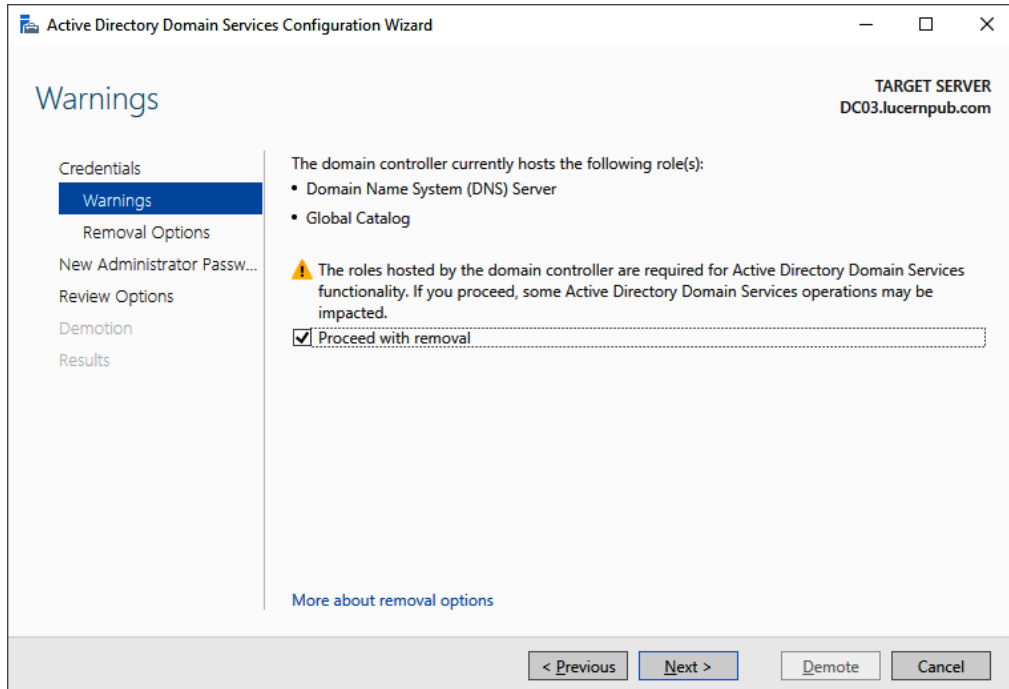 Active Directory Domain Services Configuration Wizard
Warnings
TARGET SERVER
DC03.lucernpub.com
Credentials
Warnings
Removal Options
New Administrator Passw...
Review Options
Demotion
Results
The domain controller currently hosts the following role(s):
• Domain Name System (DNS) Server
• Global Catalog
The roles hosted by the domain controller are required for Active Directory Domain Services
functionality. If you proceed, some Active Directory Domain Services operations may be
impacted.
Proceed with removal
More about removal options
< Previous
Next >
Demote
Cancel